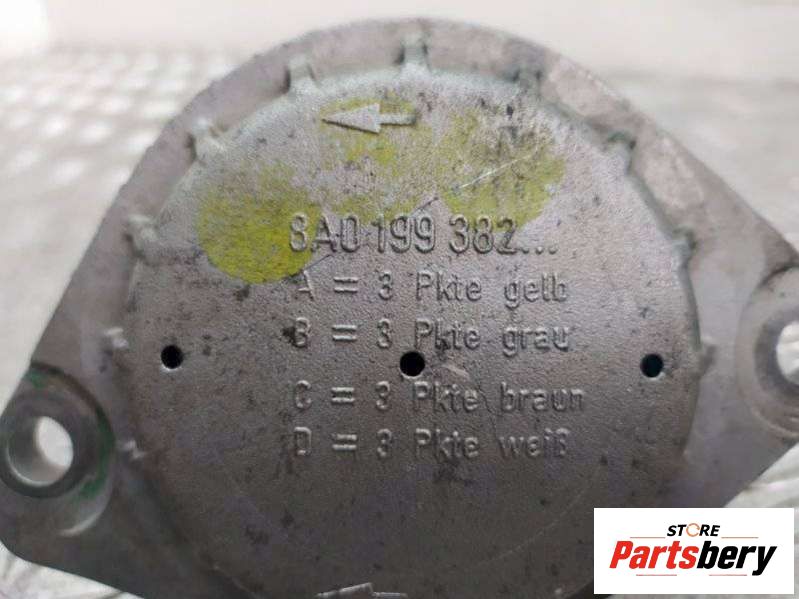 8A0 199 382...
A = 3 Pkte gelb
B = 3 Pkte grau
C = 3 Pkte braun
D = 3 Pkte weiß
STORE
Partsbery